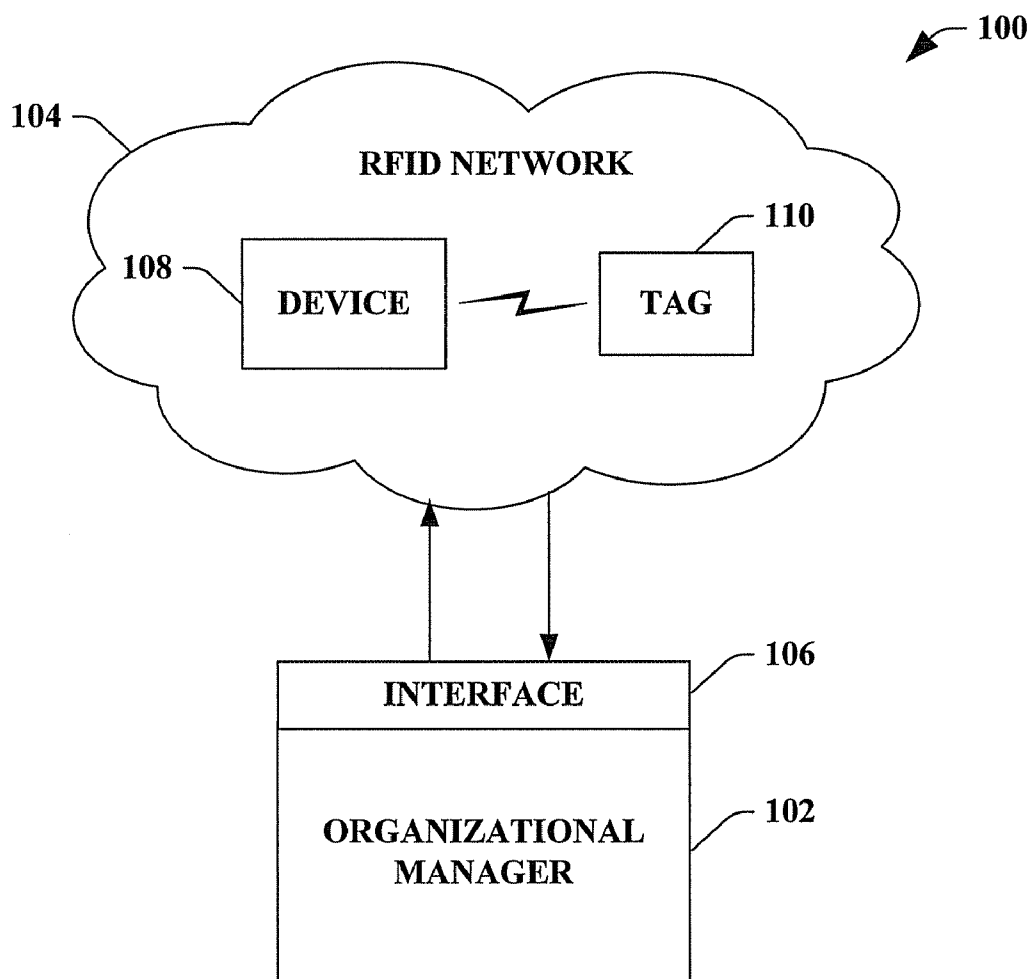 100
104
RFID NETWORK
110
108
DEVICE
TAG
106
INTERFACE
102
ORGANIZATIONAL
MANAGER